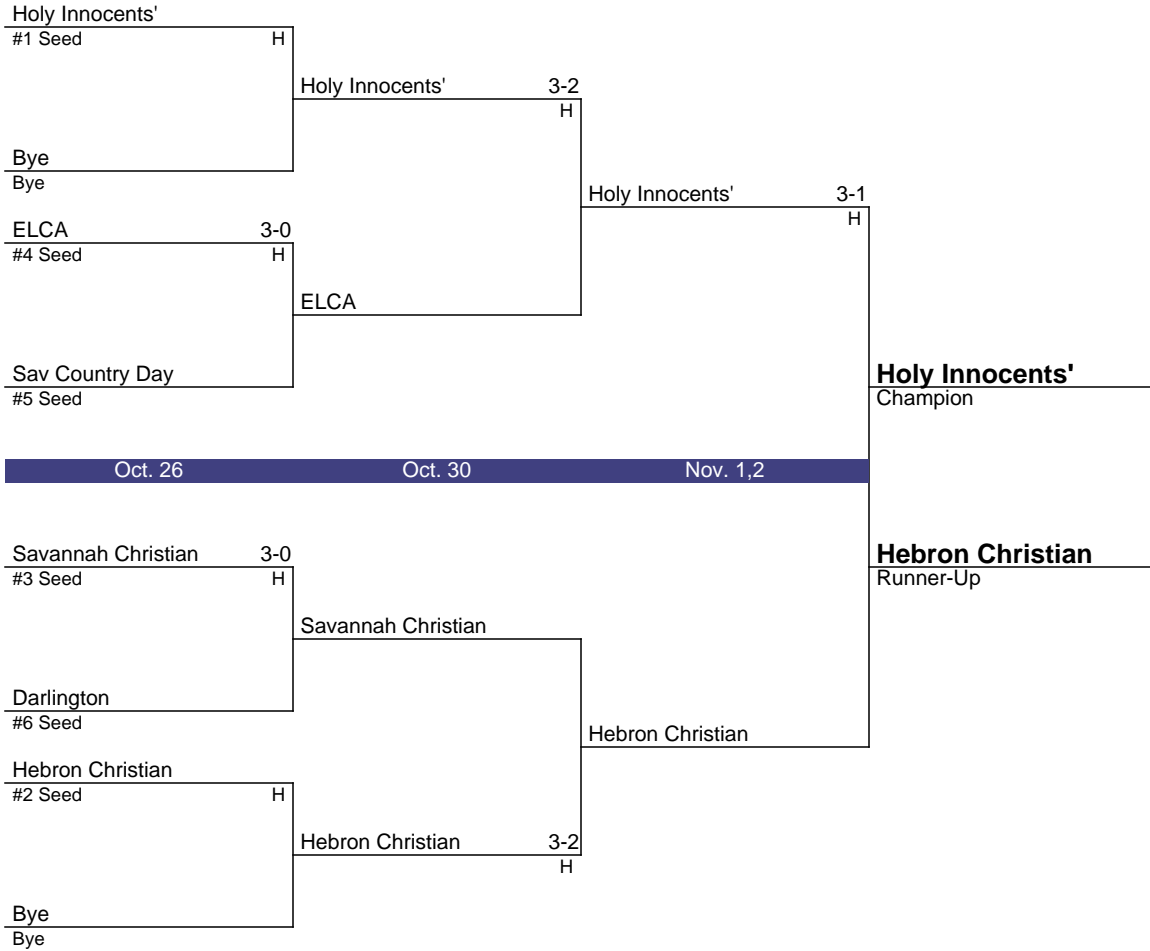 Holy Innocents'
#1 Seed H
Holy Innocents' 3-2
H
Bye
Bye
Holy Innocents' 3-1
H
ELCA 3-0
#4 Seed H
ELCA
Sav Country Day
#5 Seed
Holy Innocents'
Champion
Oct. 26 Oct. 30 Nov. 1,2
Savannah Christian 3-0
#3 Seed H
Hebron Christian
Runner-Up
Savannah Christian
Darlington
#6 Seed
Hebron Christian
Hebron Christian
#2 Seed H
Hebron Christian 3-2
H
Bye
Bye